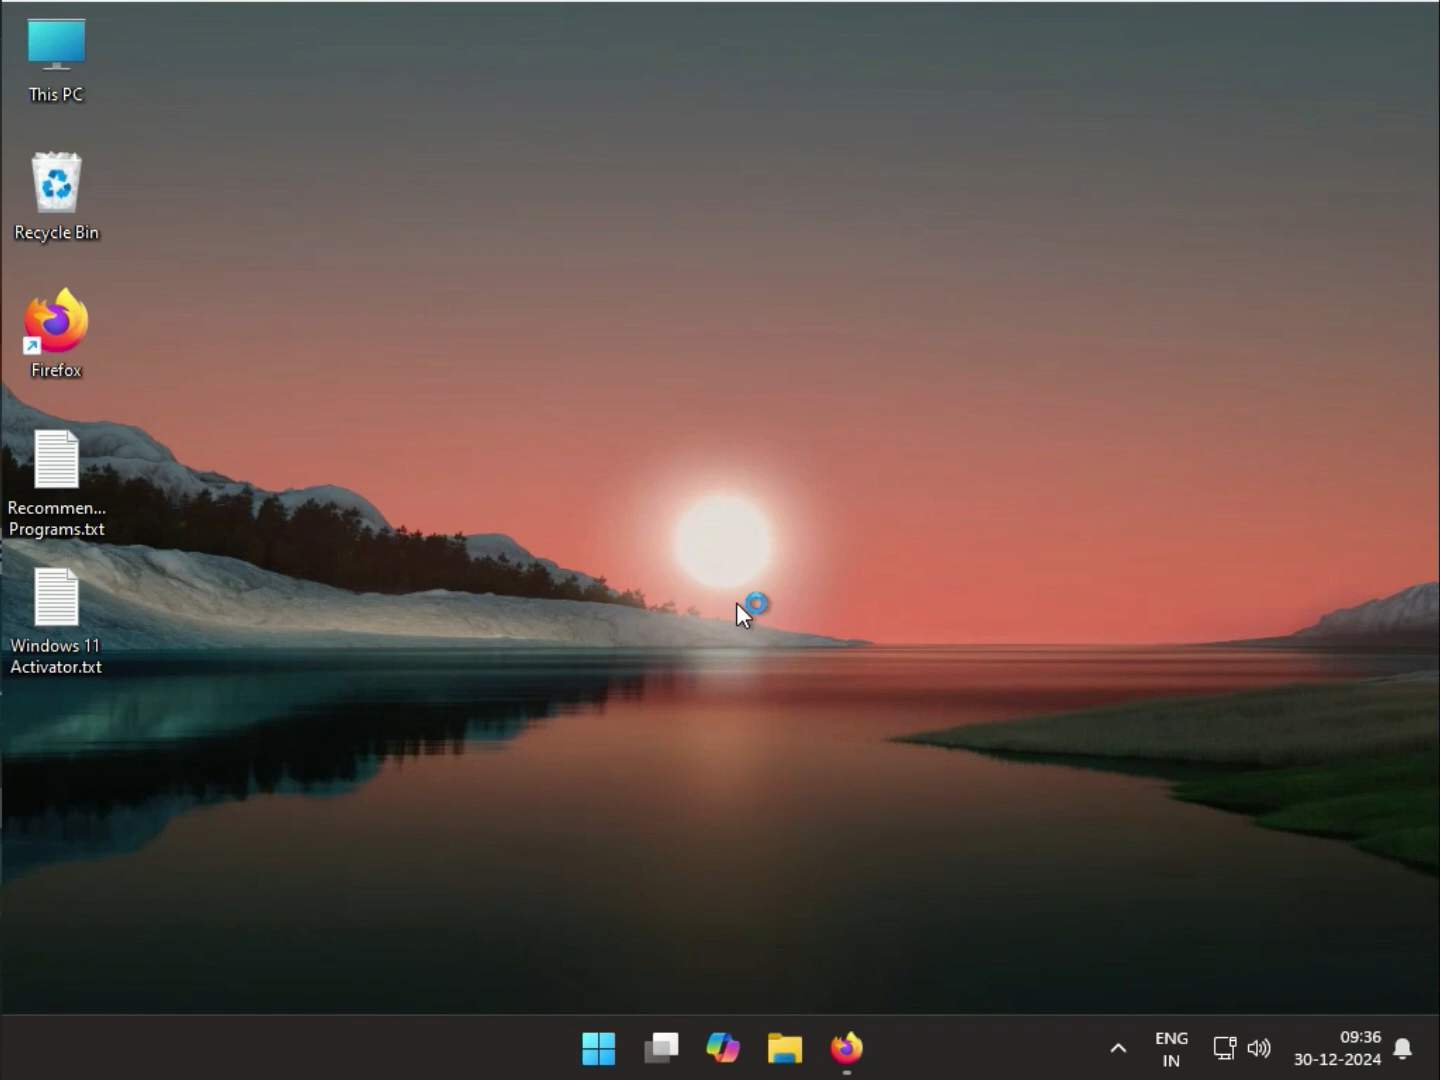 This PC
Recycle Bin
Firefox
Recommen...
Programs.txt
Windows 11
Activator.txt
ENG
IN
09:36
30-12-2024